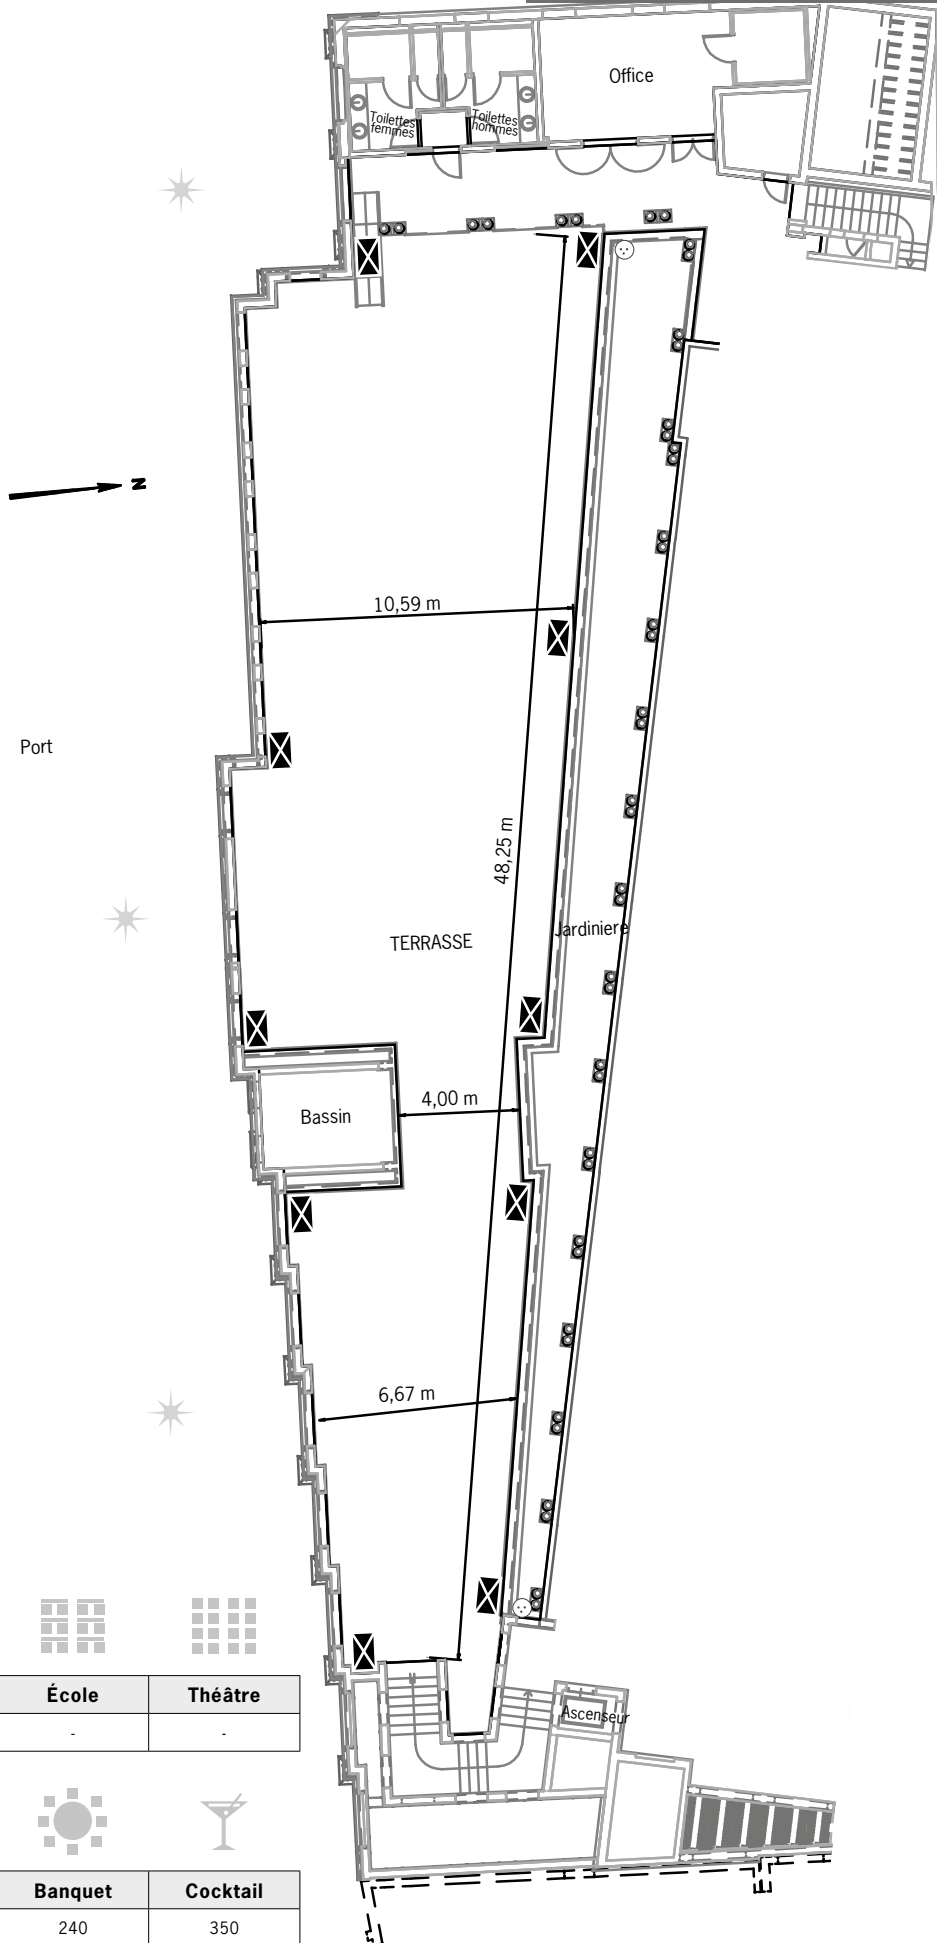 Office
Toilettes
femmes
Toilettes
hommes
N
10,59 m
Port
48,25 m
TERRASSE
Jardiniere
4,00 m
Bassin
6,67 m
Ascenseur
École Théâtre
- -
Banquet Cocktail
240 350